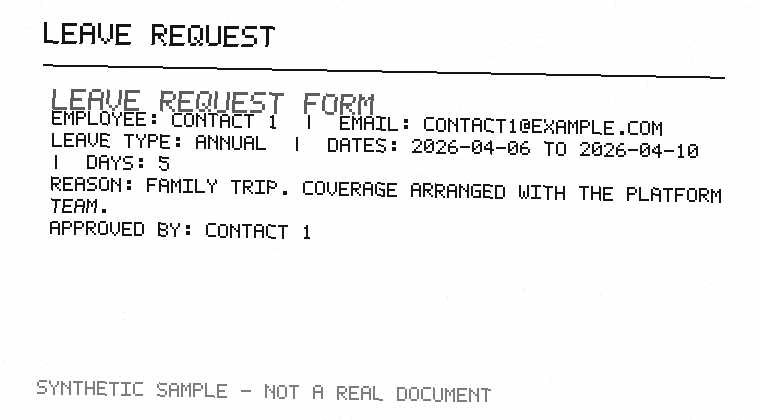 LEAVE REQUEST
LEAVE REQUEST FORM
EMPLOYEE: CONTACT 1 | EMAIL: CONTACT1@EXAMPLE.COM
LEAVE TYPE: ANNUAL | DATES: 2026-04-06 TO 2026-04-10
| DAYS: 5
REASON: FAMILY TRIP. COVERAGE ARRANGED WITH THE PLATFORM
TEAM.
APPROVED BY: CONTACT 1
SYNTHETIC SAMPLE - NOT A REAL DOCUMENT